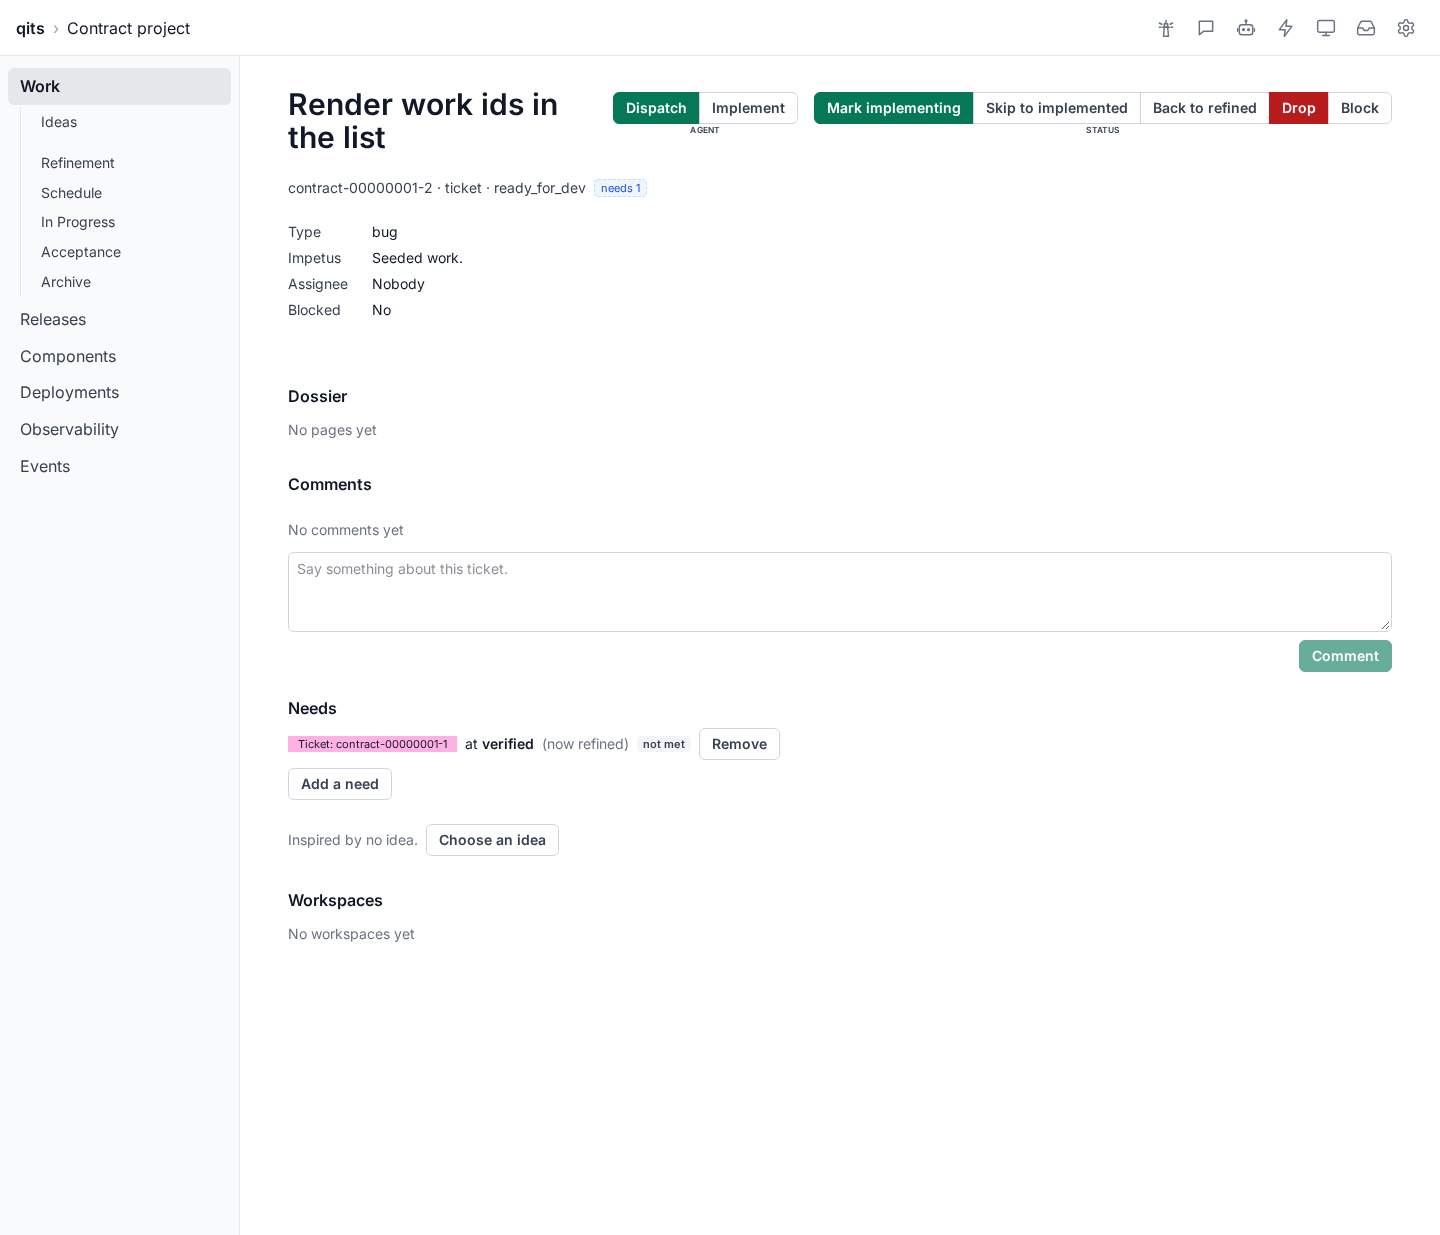 qits › Contract project
Work
Ideas
Refinement
Schedule
In Progress
Acceptance
Archive
Releases
Components
Deployments
Observability
Events
Render work ids in
the list
Dispatch Implement
AGENT
Mark implementing Skip to implemented Back to refined Drop Block
STATUS
contract-00000001-2 · ticket · ready_for_dev needs 1
Type bug
Impetus Seeded work.
Assignee Nobody
Blocked No
Dossier
No pages yet
Comments
No comments yet
Say something about this ticket.
Comment
Needs
Ticket: contract-00000001-1 at verified (now refined) not met Remove
Add a need
Inspired by no idea. Choose an idea
Workspaces
No workspaces yet